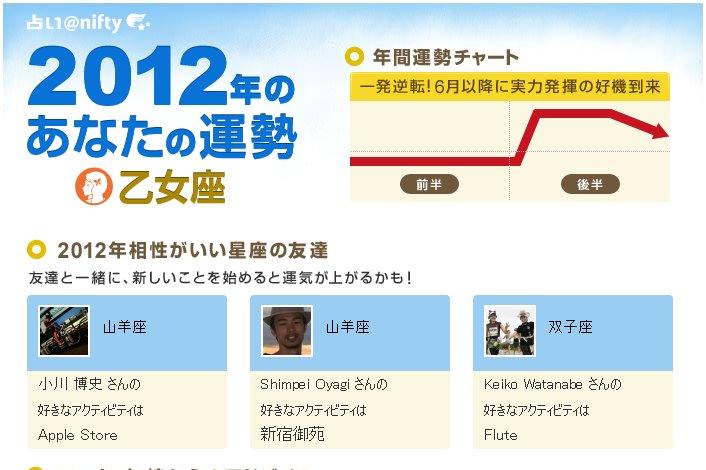 占い@nifty
2012年の
あなたの運勢
乙女座
年間運勢チャート
一発逆転!6月以降に実力発揮の好機到来
前半
後半
2012年相性がいい星座の友達
友達と一緒に、新しいことを始めると運気が上がるかも!
山羊座
小川 博史 さんの
好きなアクティビティは
Apple Store
山羊座
Shimpei Oyagi さんの
好きなアクティビティは
新宿御苑
双子座
Keiko Watanabe さんの
好きなアクティビティは
Flute